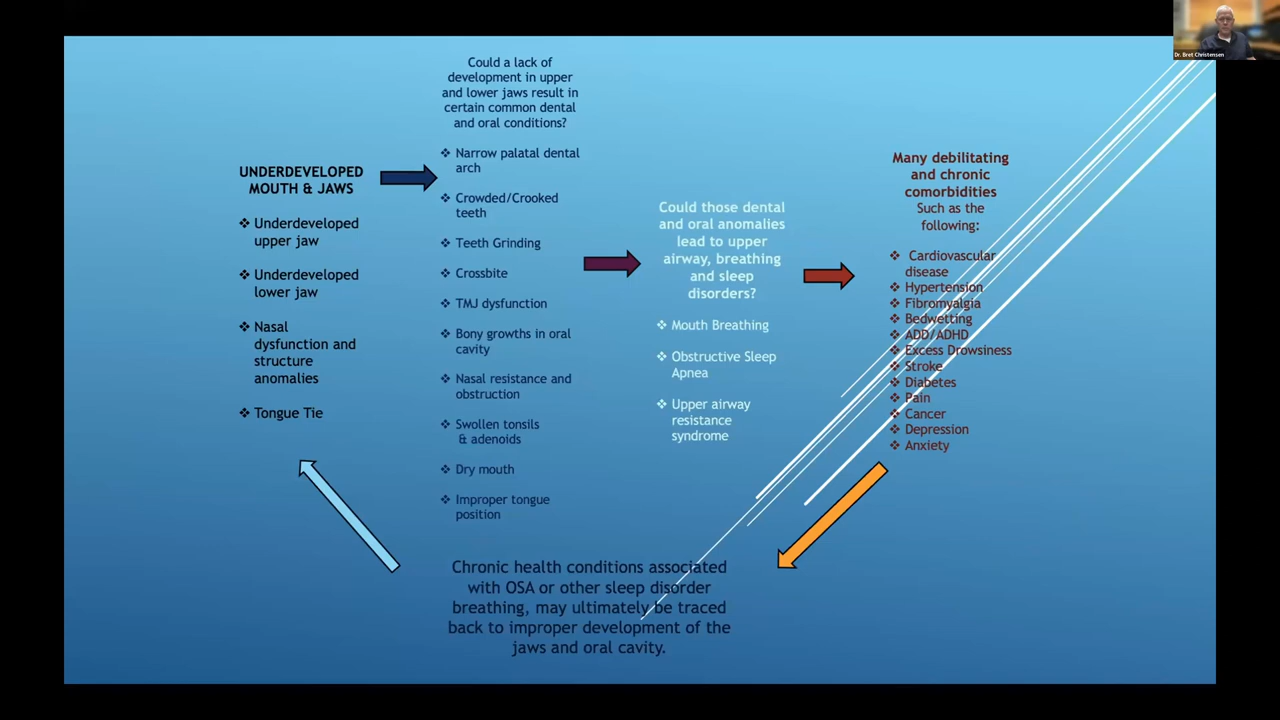 Dr. Bret Christensen
UNDERDEVELOPED
MOUTH & JAWS
Underdeveloped
upper jaw
Underdeveloped
lower jaw
Nasal
dysfunction and
structure
anomalies
Tongue Tie
Could a lack of
development in upper
and lower jaws result in
certain common dental
and oral conditions?
Narrow palatal dental
arch
Crowded/Crooked
teeth
Teeth Grinding
Crossbite
TMJ dysfunction
Bony growths in oral
cavity
Nasal resistance and
obstruction
Swollen tonsils
& adenoids
Dry mouth
Improper tongue
position
Could those dental
and oral anomalies
lead to upper
airway, breathing
and sleep
disorders?
Mouth Breathing
Obstructive Sleep
Apnea
Upper airway
resistance
syndrome
Many debilitating
and chronic
comorbidities
Such as the
following:
Cardiovascular
disease
Hypertension
Fibromyalgia
Bedwetting
ADD/ADHD
Excess Drowsiness
Stroke
Diabetes
Pain
Cancer
Depression
Anxiety
Chronic health conditions associated
with OSA or other sleep disorder
breathing, may ultimately be traced
back to improper development of the
jaws and oral cavity.